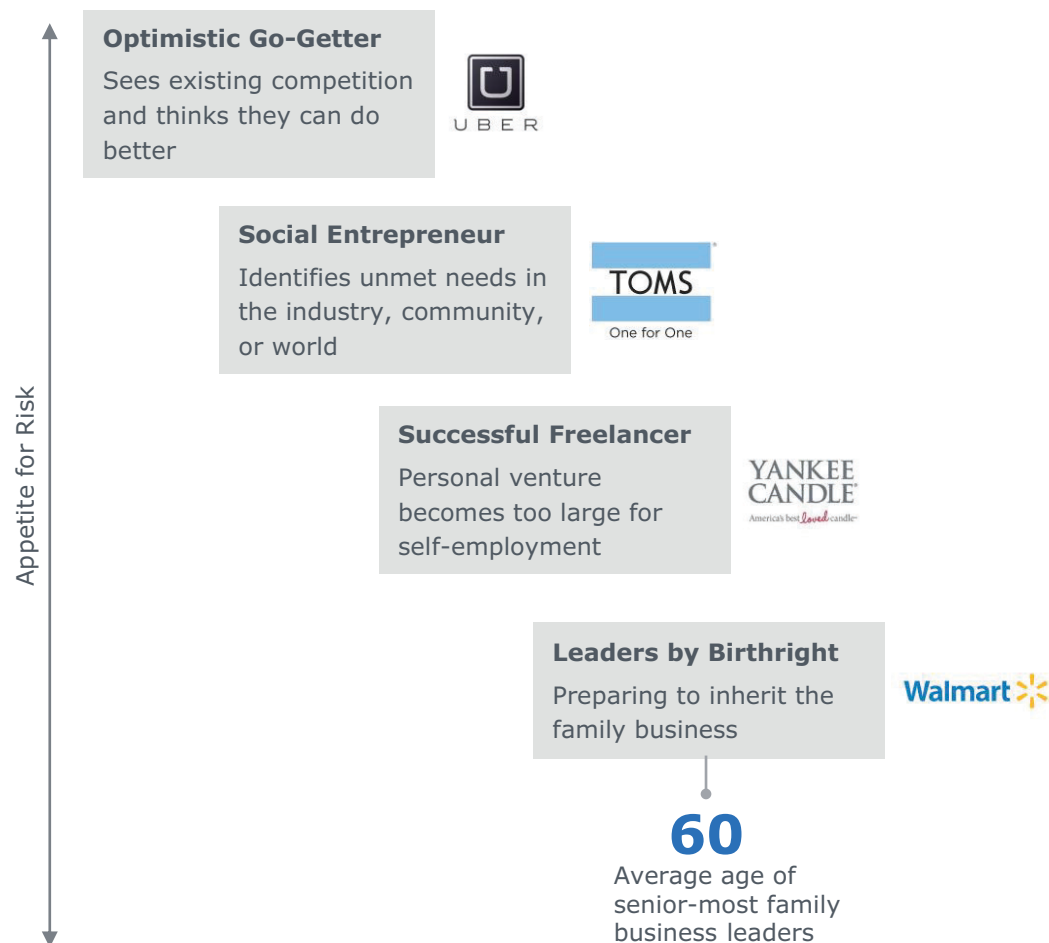 Optimistic Go-Getter
Sees existing competition
and thinks they can do
better
UBER
Social Entrepreneur
Identifies unmet needs in
the industry, community,
or world
TOMS
One for One
Successful Freelancer
Personal venture
becomes too large for
self-employment
YANKEE
CANDLE®
America's best loved candle™
Leaders by Birthright
Preparing to inherit the
family business
Walmart
60
Average age of
senior-most family
business leaders
Appetite for Risk